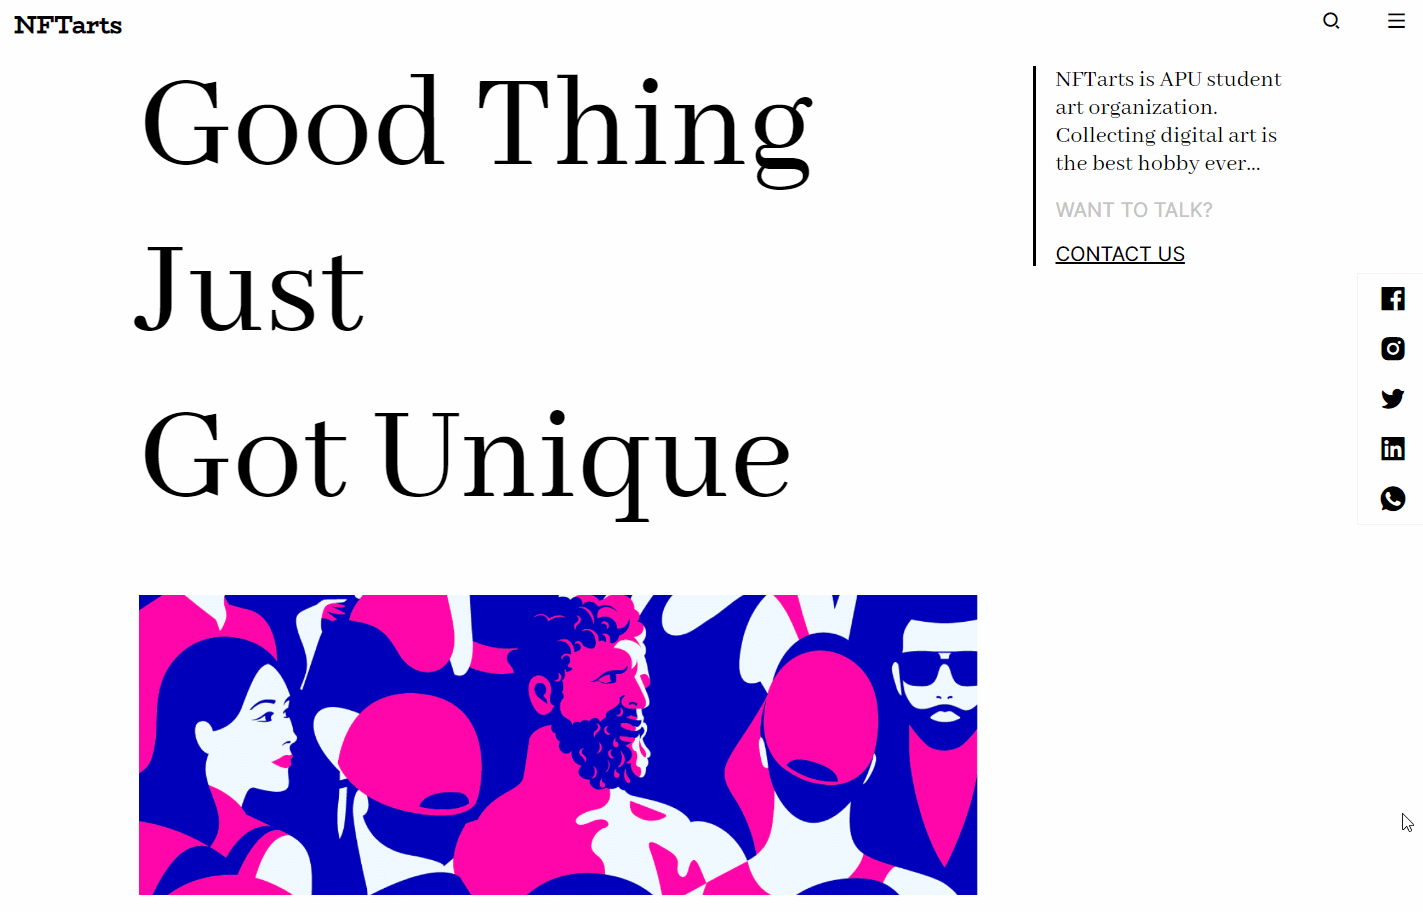 NFTarts
Good Thing
Just
Got Unique
NFTarts is APU student
art organization.
Collecting digital art is
the best hobby ever...
WANT TO TALK?
CONTACT US